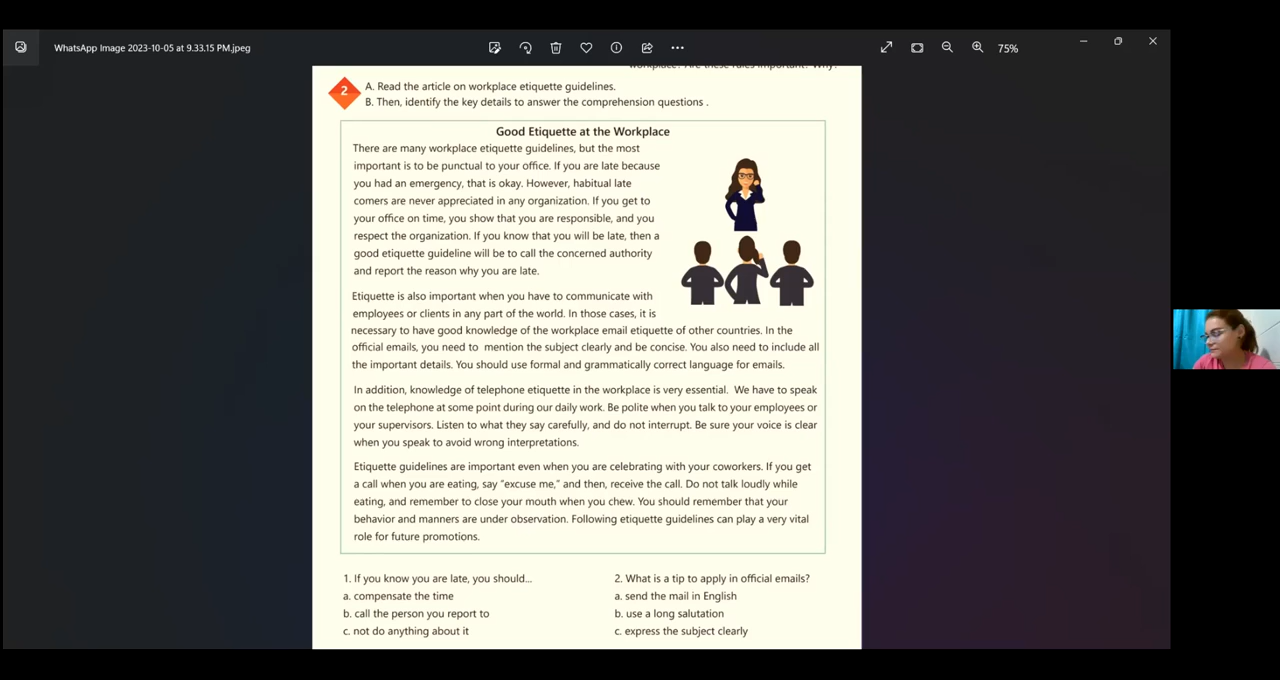 WhatsApp Image 2023-10-05 at 9.33.15 PM.jpeg
75%
workplace? Are these rules important? Why?
2
A. Read the article on workplace etiquette guidelines.
B. Then, identify the key details to answer the comprehension questions .
Good Etiquette at the Workplace
There are many workplace etiquette guidelines, but the most
important is to be punctual to your office. If you are late because
you had an emergency, that is okay. However, habitual late
comers are never appreciated in any organization. If you get to
your office on time, you show that you are responsible, and you
respect the organization. If you know that you will be late, then a
good etiquette guideline will be to call the concerned authority
and report the reason why you are late.
Etiquette is also important when you have to communicate with
employees or clients in any part of the world. In those cases, it is
necessary to have good knowledge of the workplace email etiquette of other countries. In the
official emails, you need to mention the subject clearly and be concise. You also need to include all
the important details. You should use formal and grammatically correct language for emails.
In addition, knowledge of telephone etiquette in the workplace is very essential. We have to speak
on the telephone at some point during our daily work. Be polite when you talk to your employees or
your supervisors. Listen to what they say carefully, and do not interrupt. Be sure your voice is clear
when you speak to avoid wrong interpretations.
Etiquette guidelines are important even when you are celebrating with your coworkers. If you get
a call when you are eating, say "excuse me," and then, receive the call. Do not talk loudly while
eating, and remember to close your mouth when you chew. You should remember that your
behavior and manners are under observation. Following etiquette guidelines can play a very vital
role for future promotions.
1. If you know you are late, you should...
a. compensate the time
b. call the person you report to
c. not do anything about it
2. What is a tip to apply in official emails?
a. send the mail in English
b. use a long salutation
c. express the subject clearly